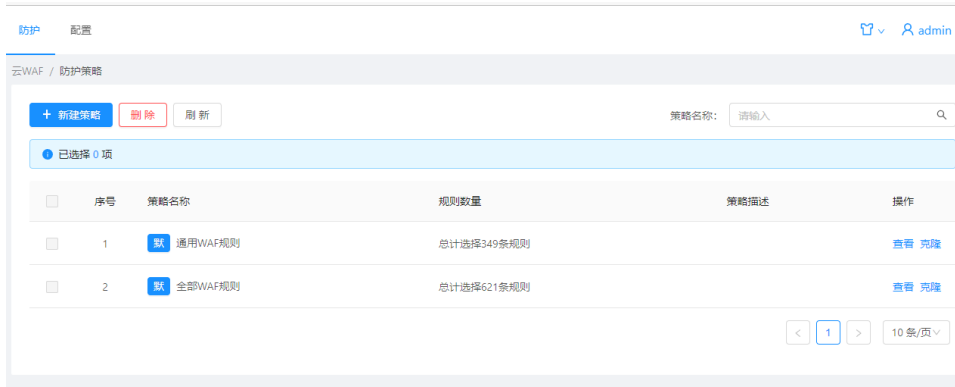 防护 配置 admin
云WAF / 防护策略
+ 新建策略 删 除 刷 新 策略名称： 请输入
已选择 0 项
序号 策略名称 规则数量 策略描述 操作
1 默 通用WAF规则 总计选择349条规则 查看 克隆
2 默 全部WAF规则 总计选择621条规则 查看 克隆
< 1 > 10 条/页